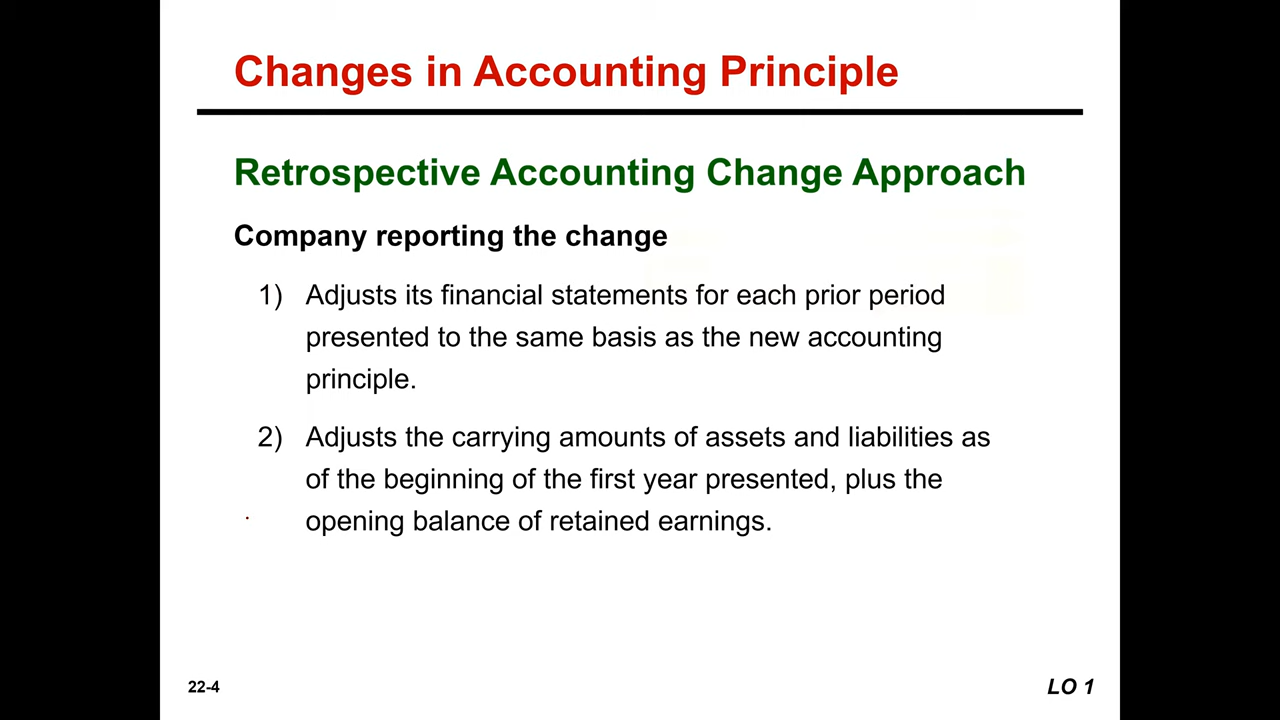 Changes in Accounting Principle
Retrospective Accounting Change Approach
Company reporting the change
1) Adjusts its financial statements for each prior period
presented to the same basis as the new accounting
principle.
2) Adjusts the carrying amounts of assets and liabilities as
of the beginning of the first year presented, plus the
opening balance of retained earnings.
22-4
LO 1